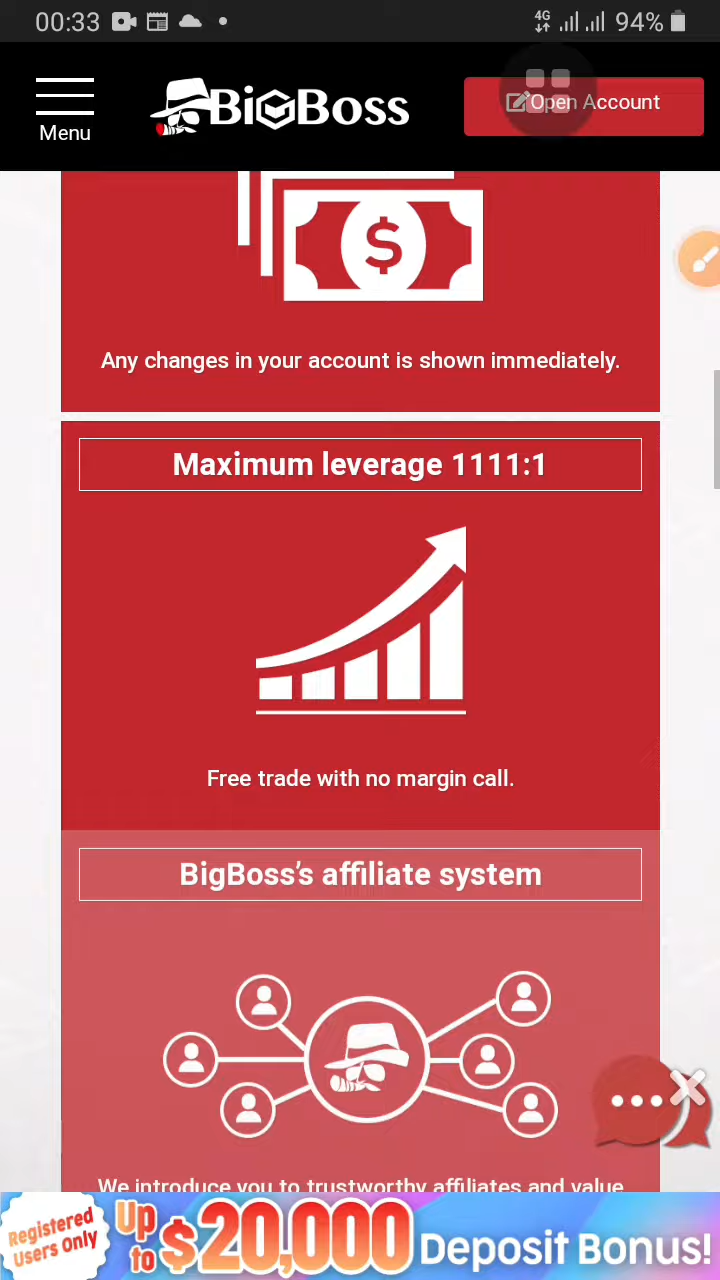 00:33
4G
94%
Menu
BigBoss
Open Account
$
Any changes in your account is shown immediately.
Maximum leverage 1111:1
Free trade with no margin call.
BigBoss’s affiliate system
We introduce you to trustworthy affiliates and value
Registered
Users only
Up
to
$20,000
Deposit Bonus!